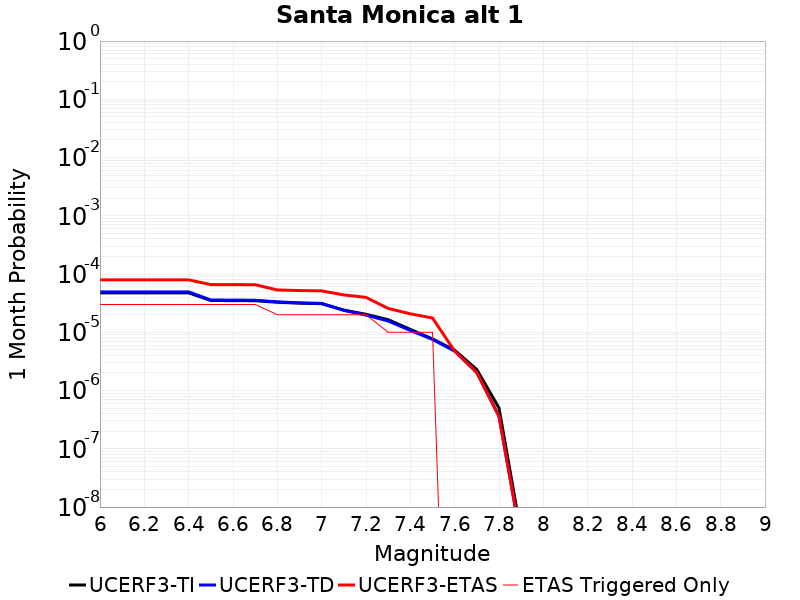 Santa Monica alt 1
10^0
10^-1
10^-2
10^-3
10^-4
10^-5
10^-6
10^-7
10^-8
1 Month Probability
6 6.2 6.4 6.6 6.8 7 7.2 7.4 7.6 7.8 8 8.2 8.4 8.6 8.8 9
Magnitude
UCERF3-TI UCERF3-TD UCERF3-ETAS ETAS Triggered Only